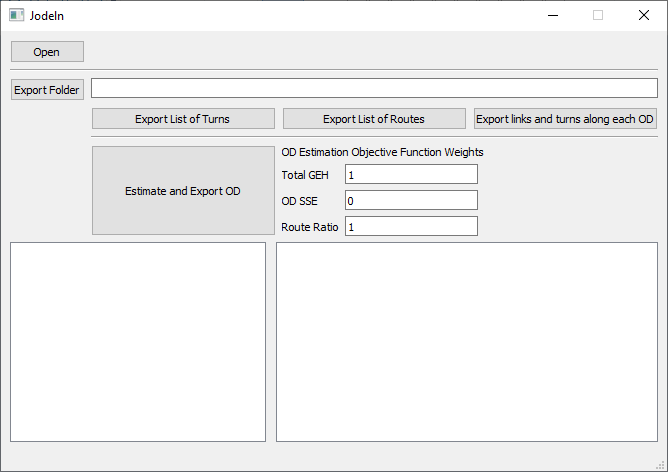 Jodeln
Open
Export Folder
Export List of Turns
Export List of Routes
Export links and turns along each OD
Estimate and Export OD
OD Estimation Objective Function Weights
Total GEH
1
OD SSE
0
Route Ratio
1